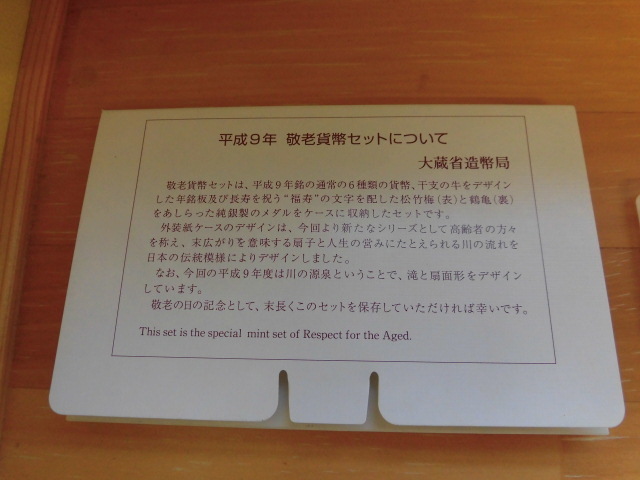 平成9年 敬老貨幣セットについて
大蔵省造幣局
敬老貨幣セットは、平成9年銘の通常の6種類の貨幣、干支の牛をデザイン
した年銘板及び長寿を祝う"福寿"の文字を配した松竹梅(表)と鶴亀(裏)
をあしらった純銀製のメダルをケースに収納したセットです。
外装紙ケースのデザインは、今回より新たなシリーズとして高齢者の方々
を称え、末広がりを意味する扇子と人生の営みにたとえられる川の流れを
日本の伝統模様によりデザインしました。
なお、今回の平成9年度は川の源泉ということで、滝と扇面形をデザイン
しています。
敬老の日の記念として、末長くこのセットを保存していただければ幸いです。
This set is the special mint set of Respect for the Aged.